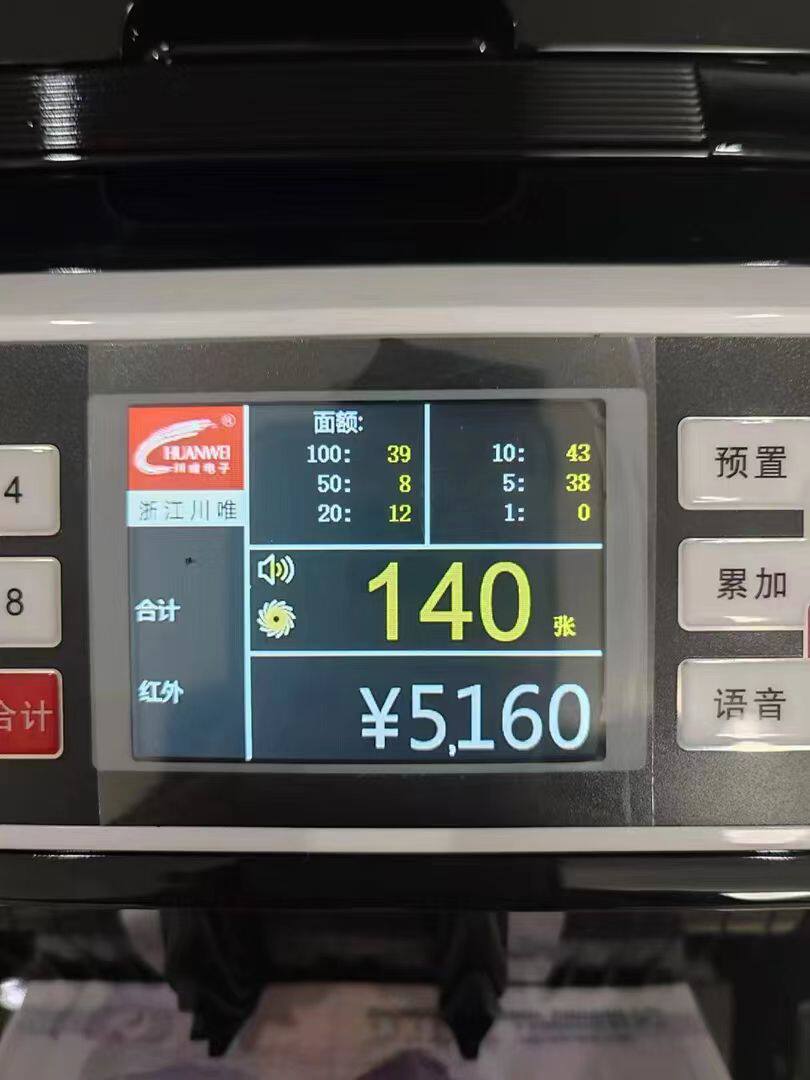 4
8
合计
HUANWEI®
川唯电子
浙江川唯
合计
红外
面额:
100: 39
50: 8
20: 12
10: 43
5: 38
1: 0
140 张
¥5,160
预置
累加
语音